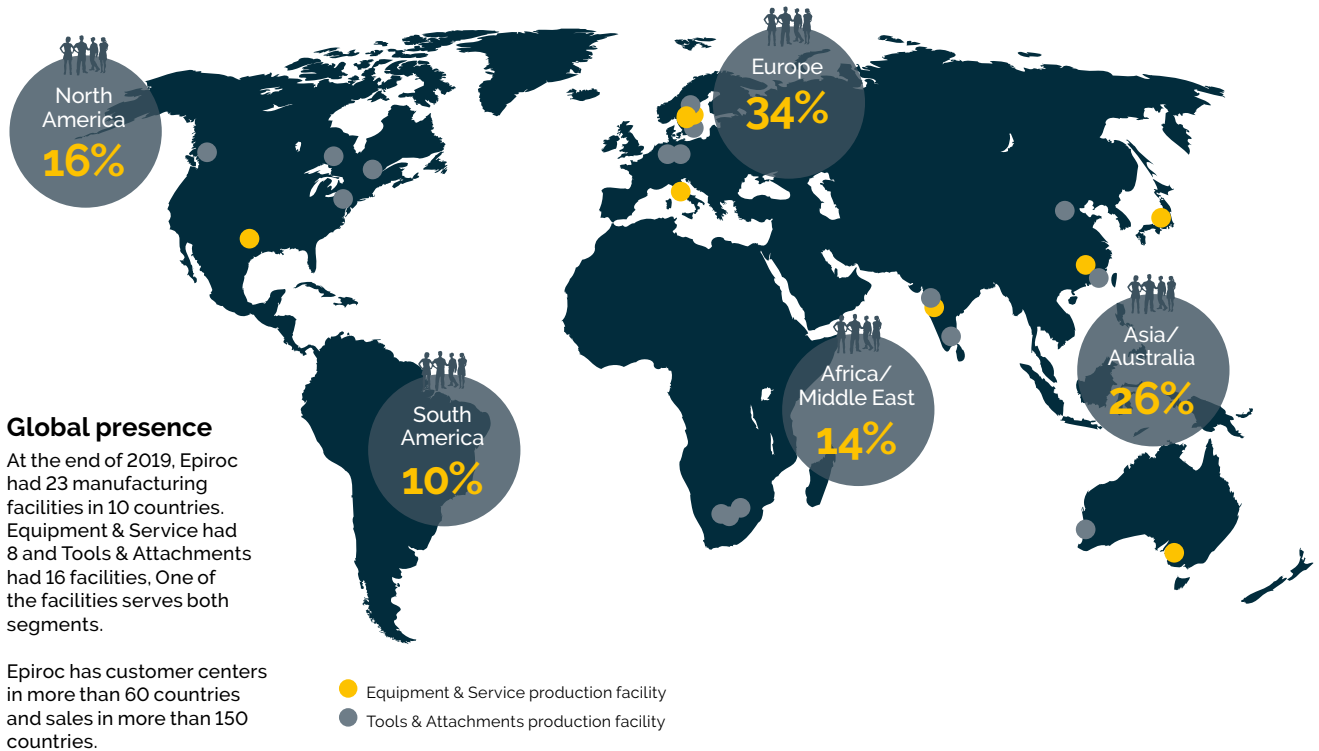 North
America
16%
Europe
34%
Asia/
Australia
26%
Africa/
Middle East
14%
South
America
10%
Global presence
At the end of 2019, Epiroc
had 23 manufacturing
facilities in 10 countries.
Equipment & Service had
8 and Tools & Attachments
had 16 facilities, One of
the facilities serves both
segments.
Epiroc has customer centers
in more than 60 countries
and sales in more than 150
countries.
Equipment & Service production facility
Tools & Attachments production facility